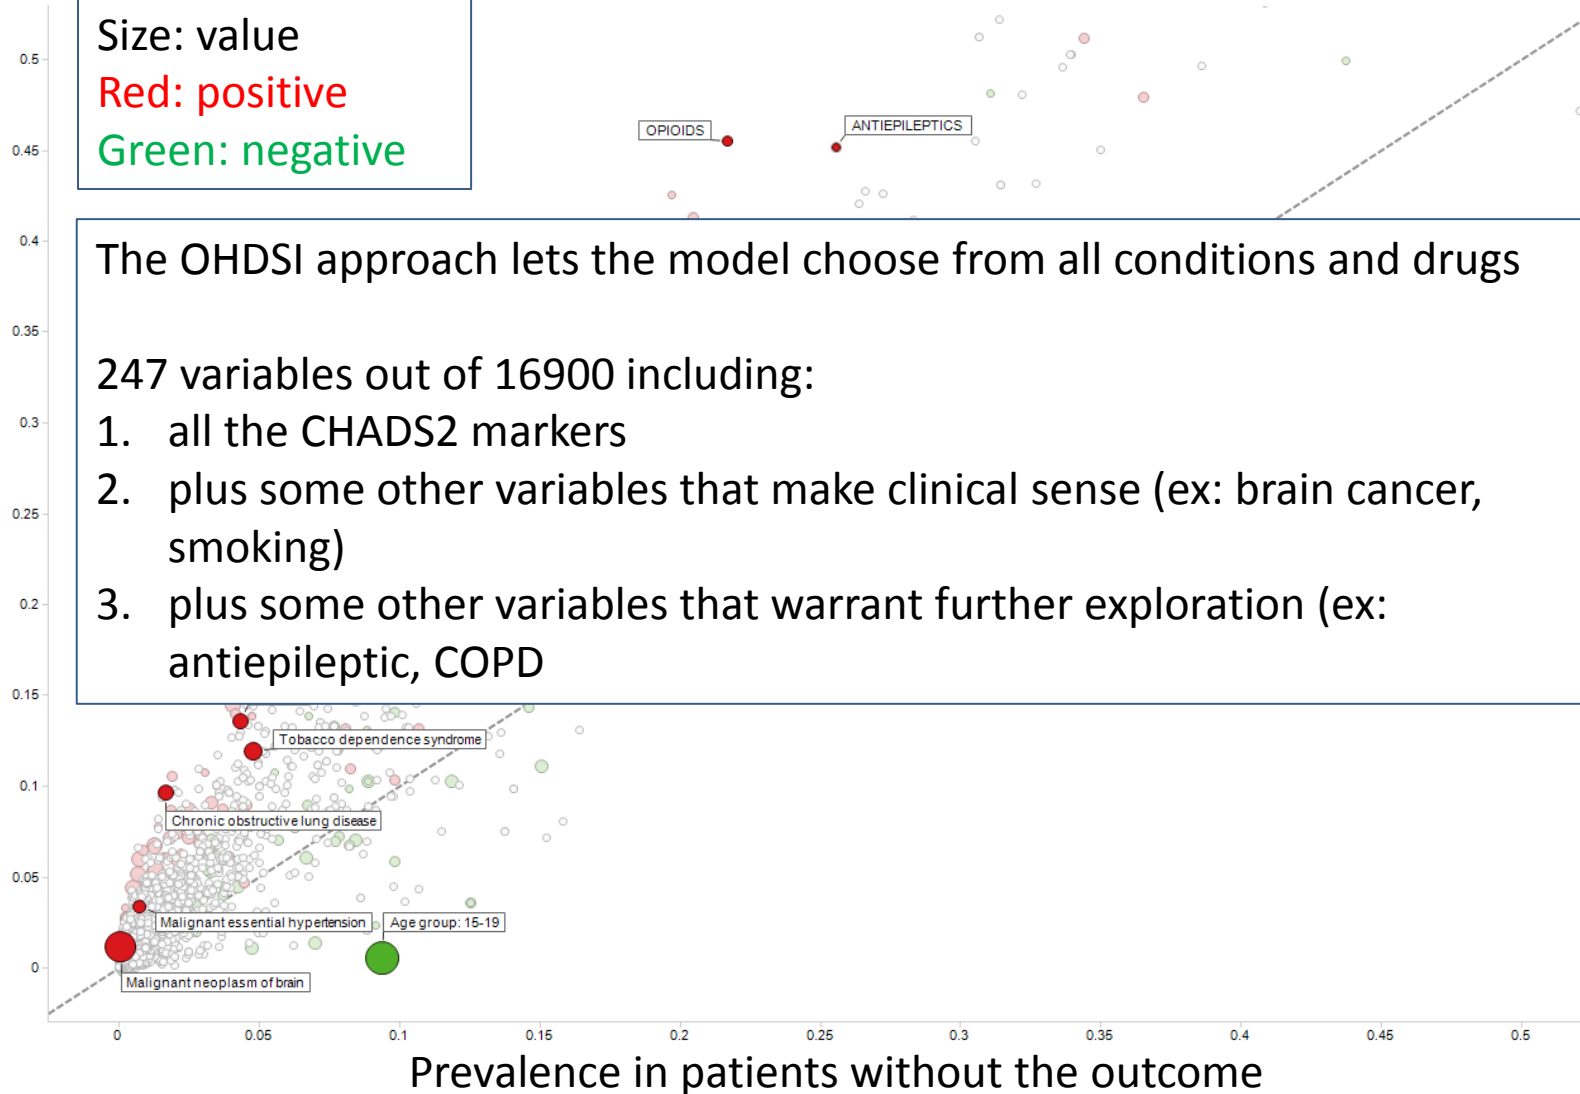 Size: value
Red: positive
Green: negative
0.5
0.45
0.4
0.35
0.3
0.25
0.2
0.15
0.1
0.05
0
OPIOIDS
ANTIEPILEPTICS
The OHDSI approach lets the model choose from all conditions and drugs
247 variables out of 16900 including:
1. all the CHADS2 markers
2. plus some other variables that make clinical sense (ex: brain cancer,
smoking)
3. plus some other variables that warrant further exploration (ex:
antiepileptic, COPD
Tobacco dependence syndrome
Chronic obstructive lung disease
Malignant essential hypertension
Age group: 15-19
Malignant neoplasm of brain
0 0.05 0.1 0.15 0.2 0.25 0.3 0.35 0.4 0.45 0.5
Prevalence in patients without the outcome